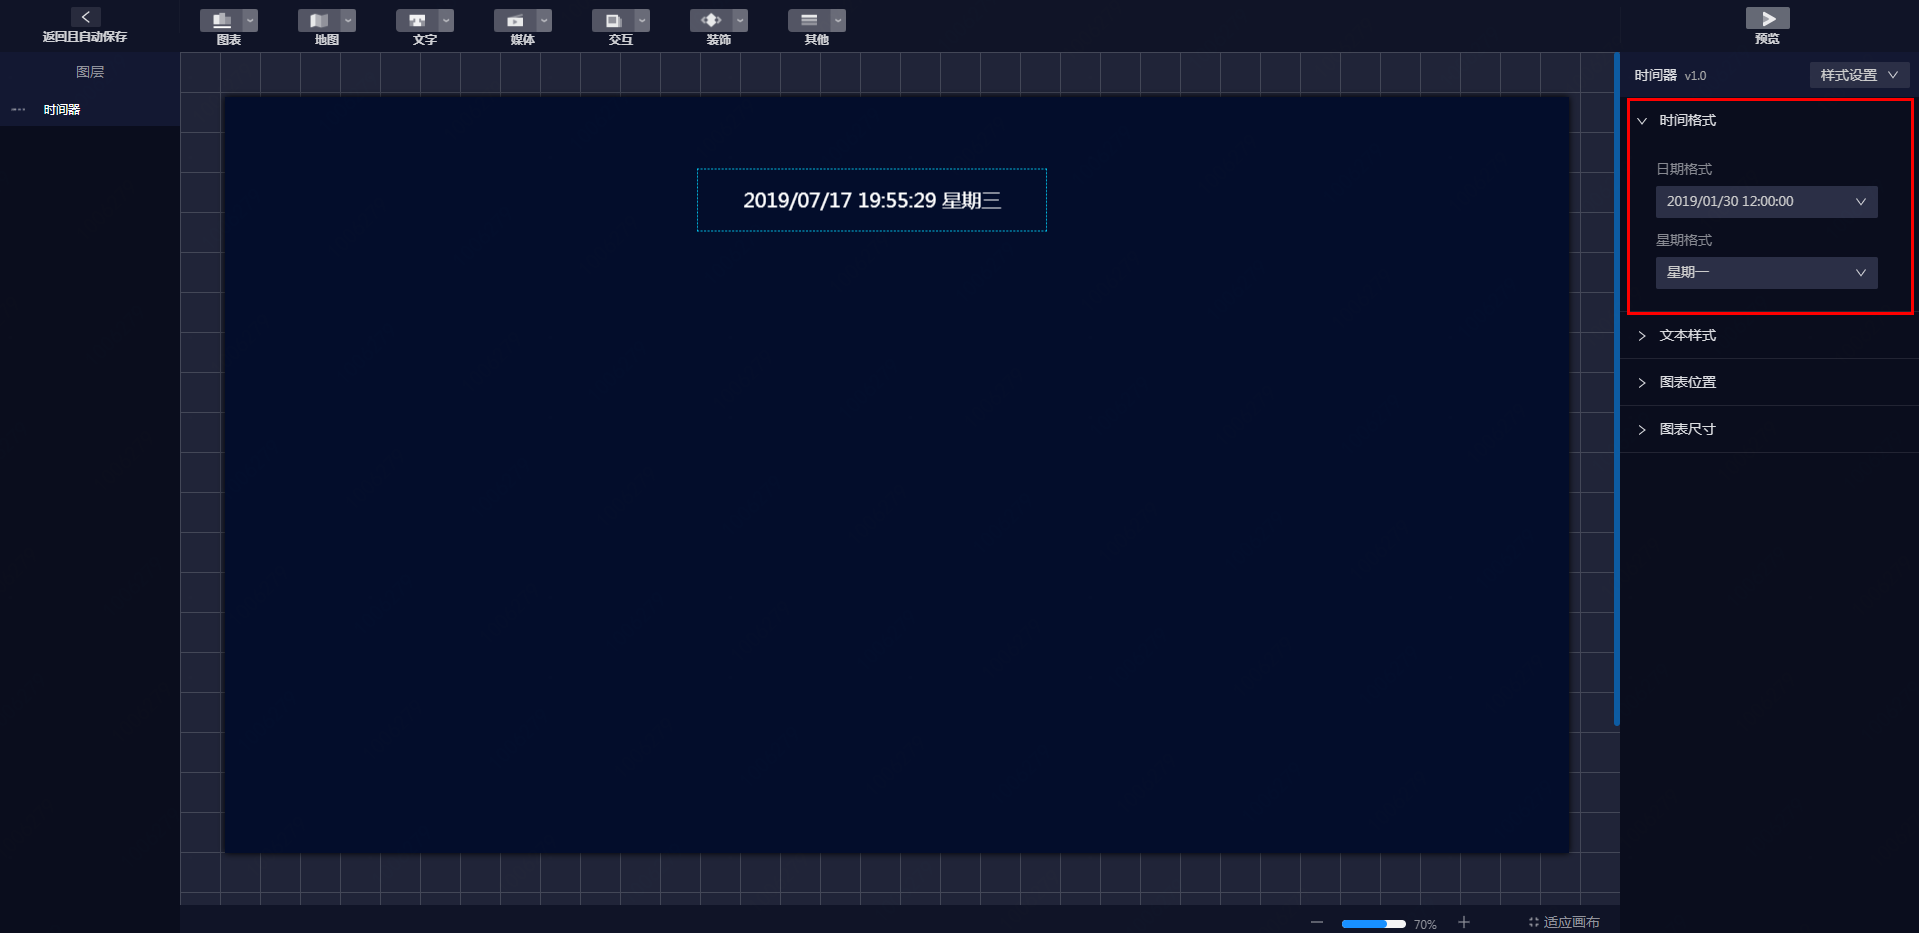 返回且自动保存
图表
地图
文字
媒体
交互
装饰
其他
预览
图层
时间器
2019/07/17 19:55:29 星期三
时间器 v1.0
样式设置
时间格式
日期格式
2019/01/30 12:00:00
星期格式
星期一
文本样式
图表位置
图表尺寸
70%
适应画布